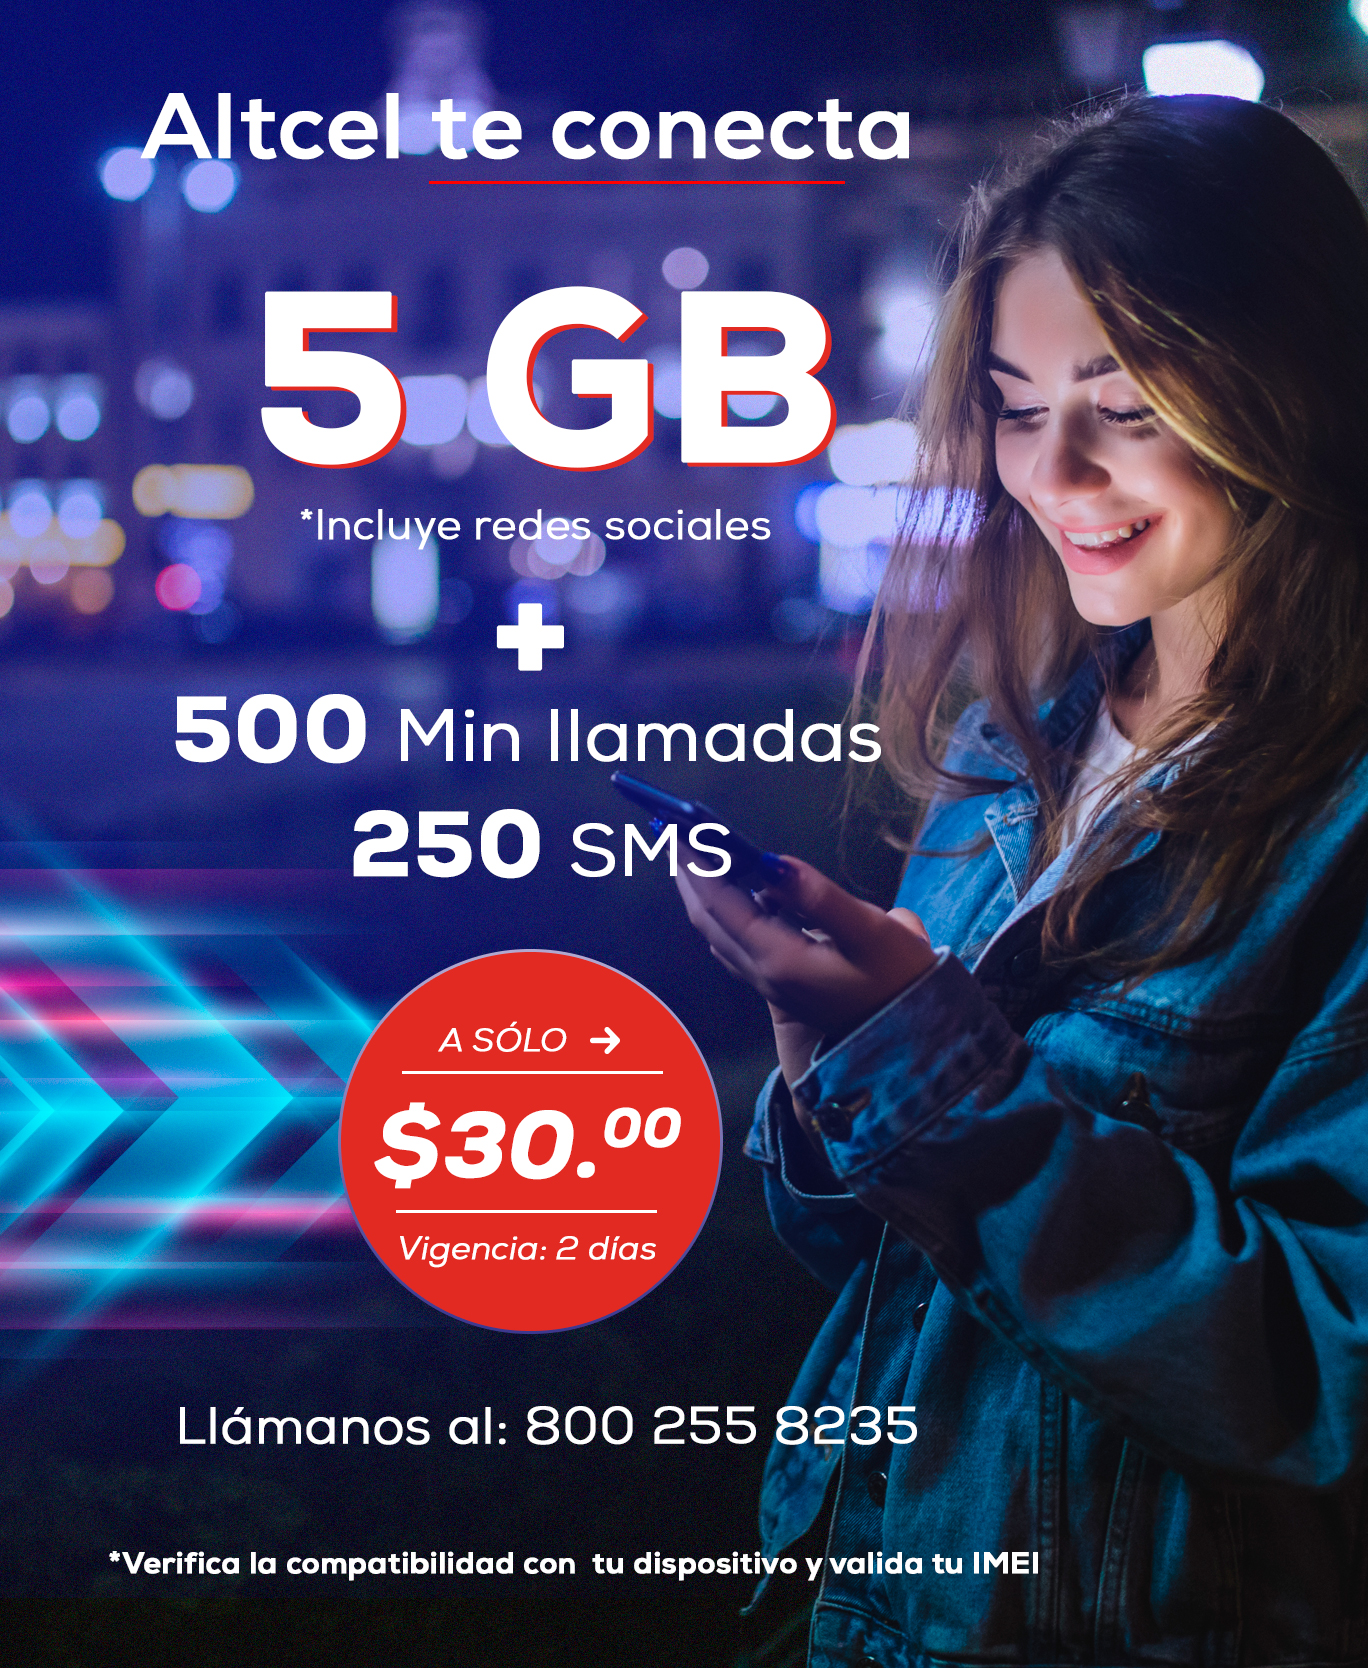 Altcel te conecta
5 GB
*Incluye redes sociales
+
500 Min llamadas
250 SMS
A SÓLO →
$30.00
Vigencia: 2 días
Llámanos al: 800 255 8235
*Verifica la compatibilidad con tu dispositivo y valida tu IMEI